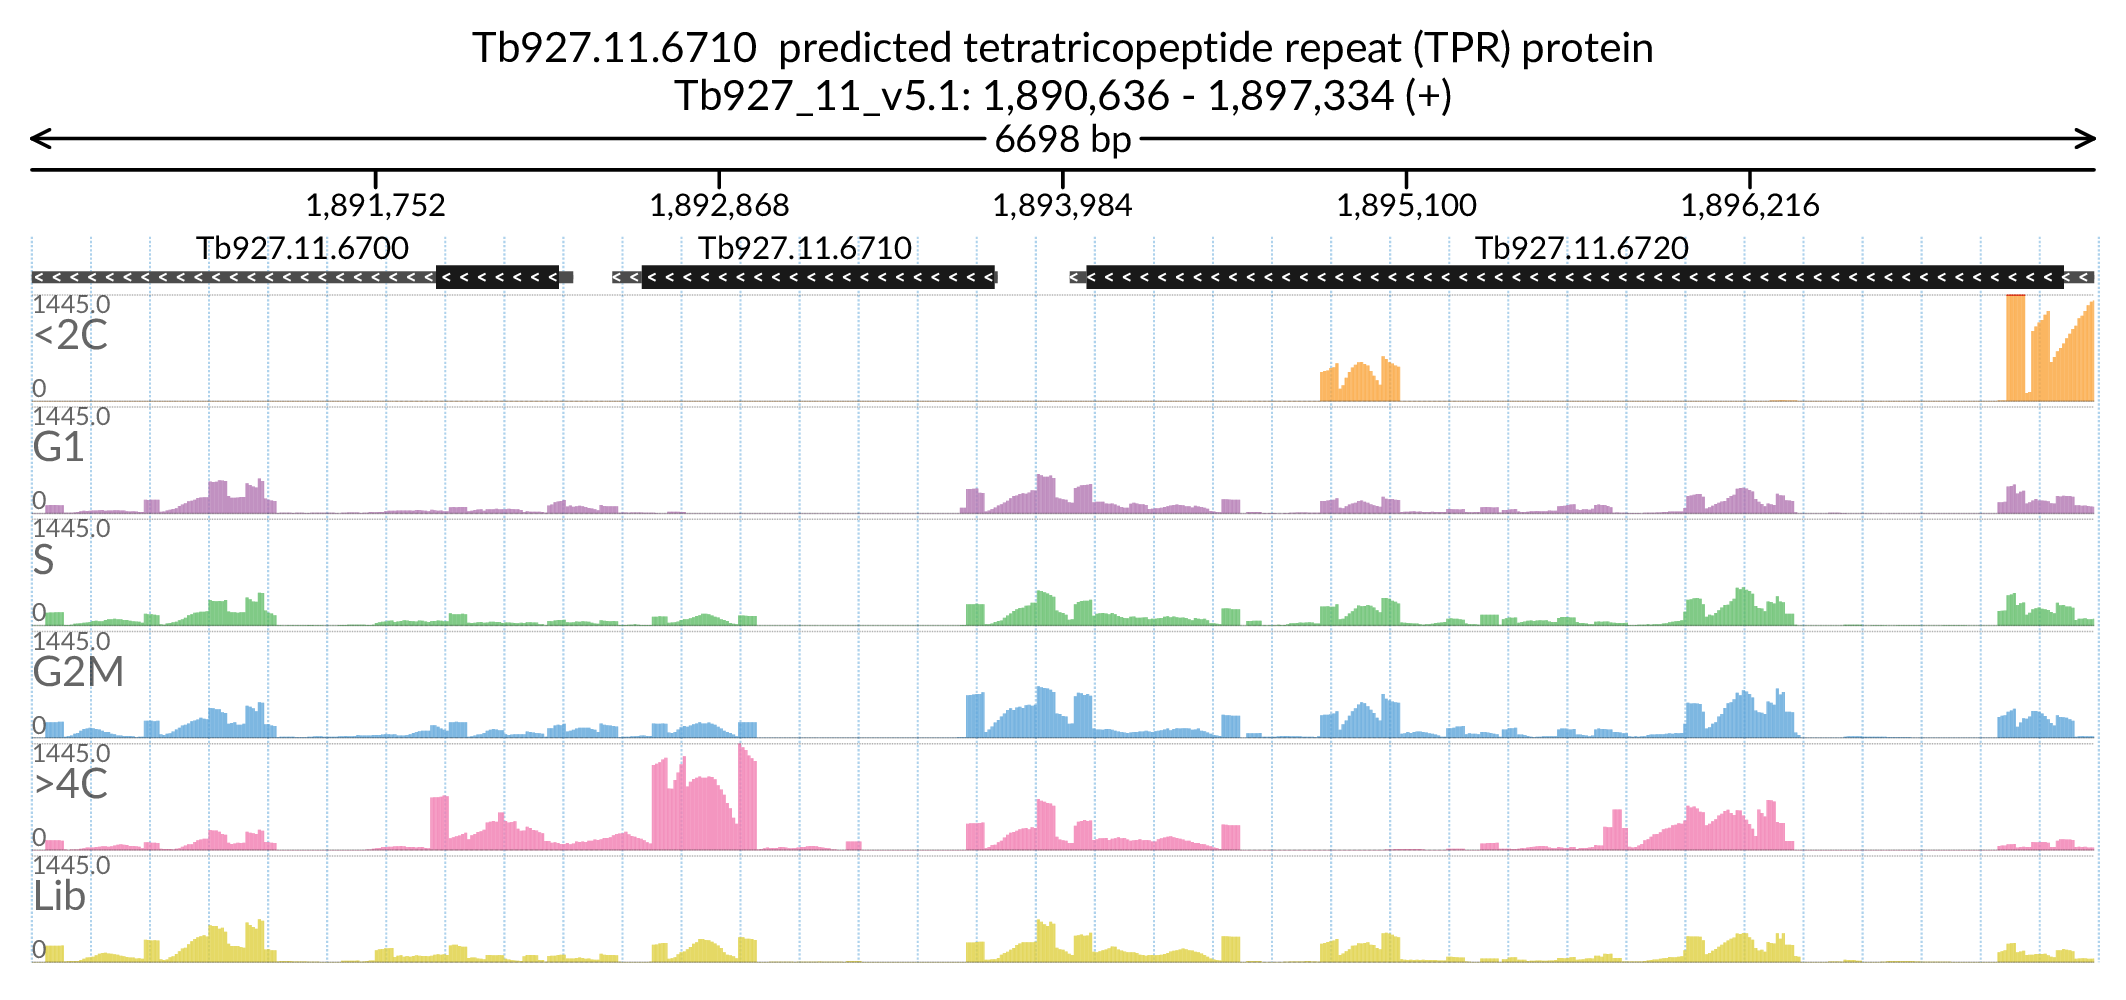 Tb927.11.6710  predicted tetratricopeptide repeat (TPR) protein
Tb927_11_v5.1: 1,890,636 - 1,897,334 (+)
6698 bp
1,891,752 1,892,868 1,893,984 1,895,100 1,896,216
Tb927.11.6700 Tb927.11.6710 Tb927.11.6720
1445.0
<2C
0
1445.0
G1
0
1445.0
S
0
1445.0
G2M
0
1445.0
>4C
0
1445.0
Lib
0